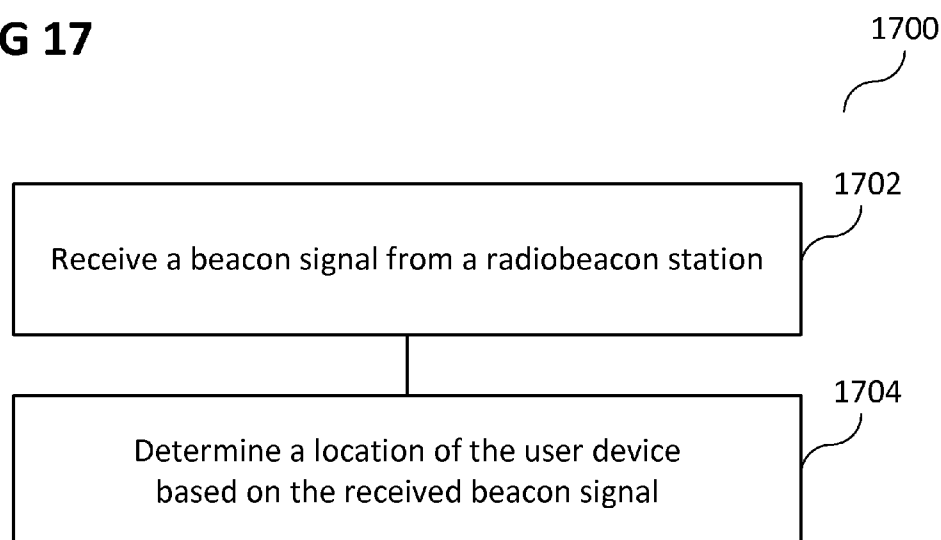 G 17
1700
1702
Receive a beacon signal from a radiobeacon station
1704
Determine a location of the user device
based on the received beacon signal